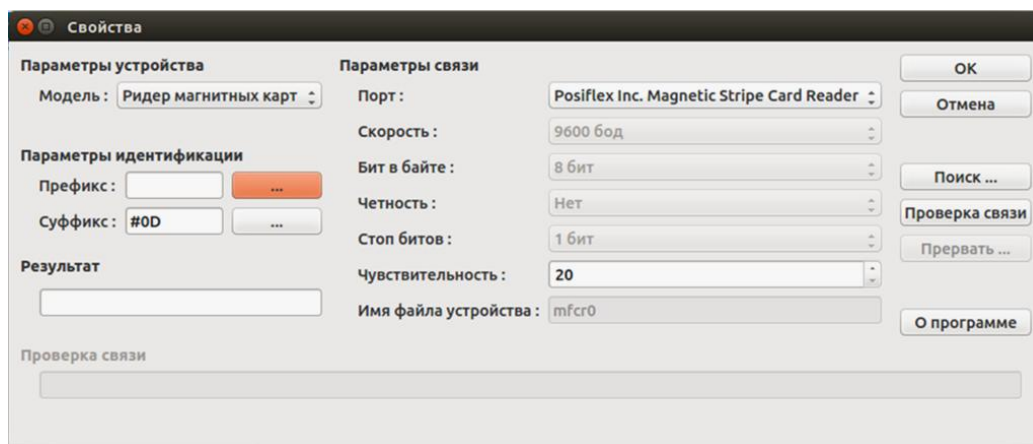 Свойства
Параметры устройства
Модель : Ридер магнитных карт
Параметры идентификации
Префикс : ...
Суффикс : #0D ...
Результат
Параметры связи
Порт : Posiflex Inc. Magnetic Stripe Card Reader
Скорость : 9600 бод
Бит в байте : 8 бит
Четность : Нет
Стоп битов : 1 бит
Чувствительность : 20
Имя файла устройства : mfcr0
ОК
Отмена
Поиск ...
Проверка связи
Прервать ...
О программе
Проверка связи